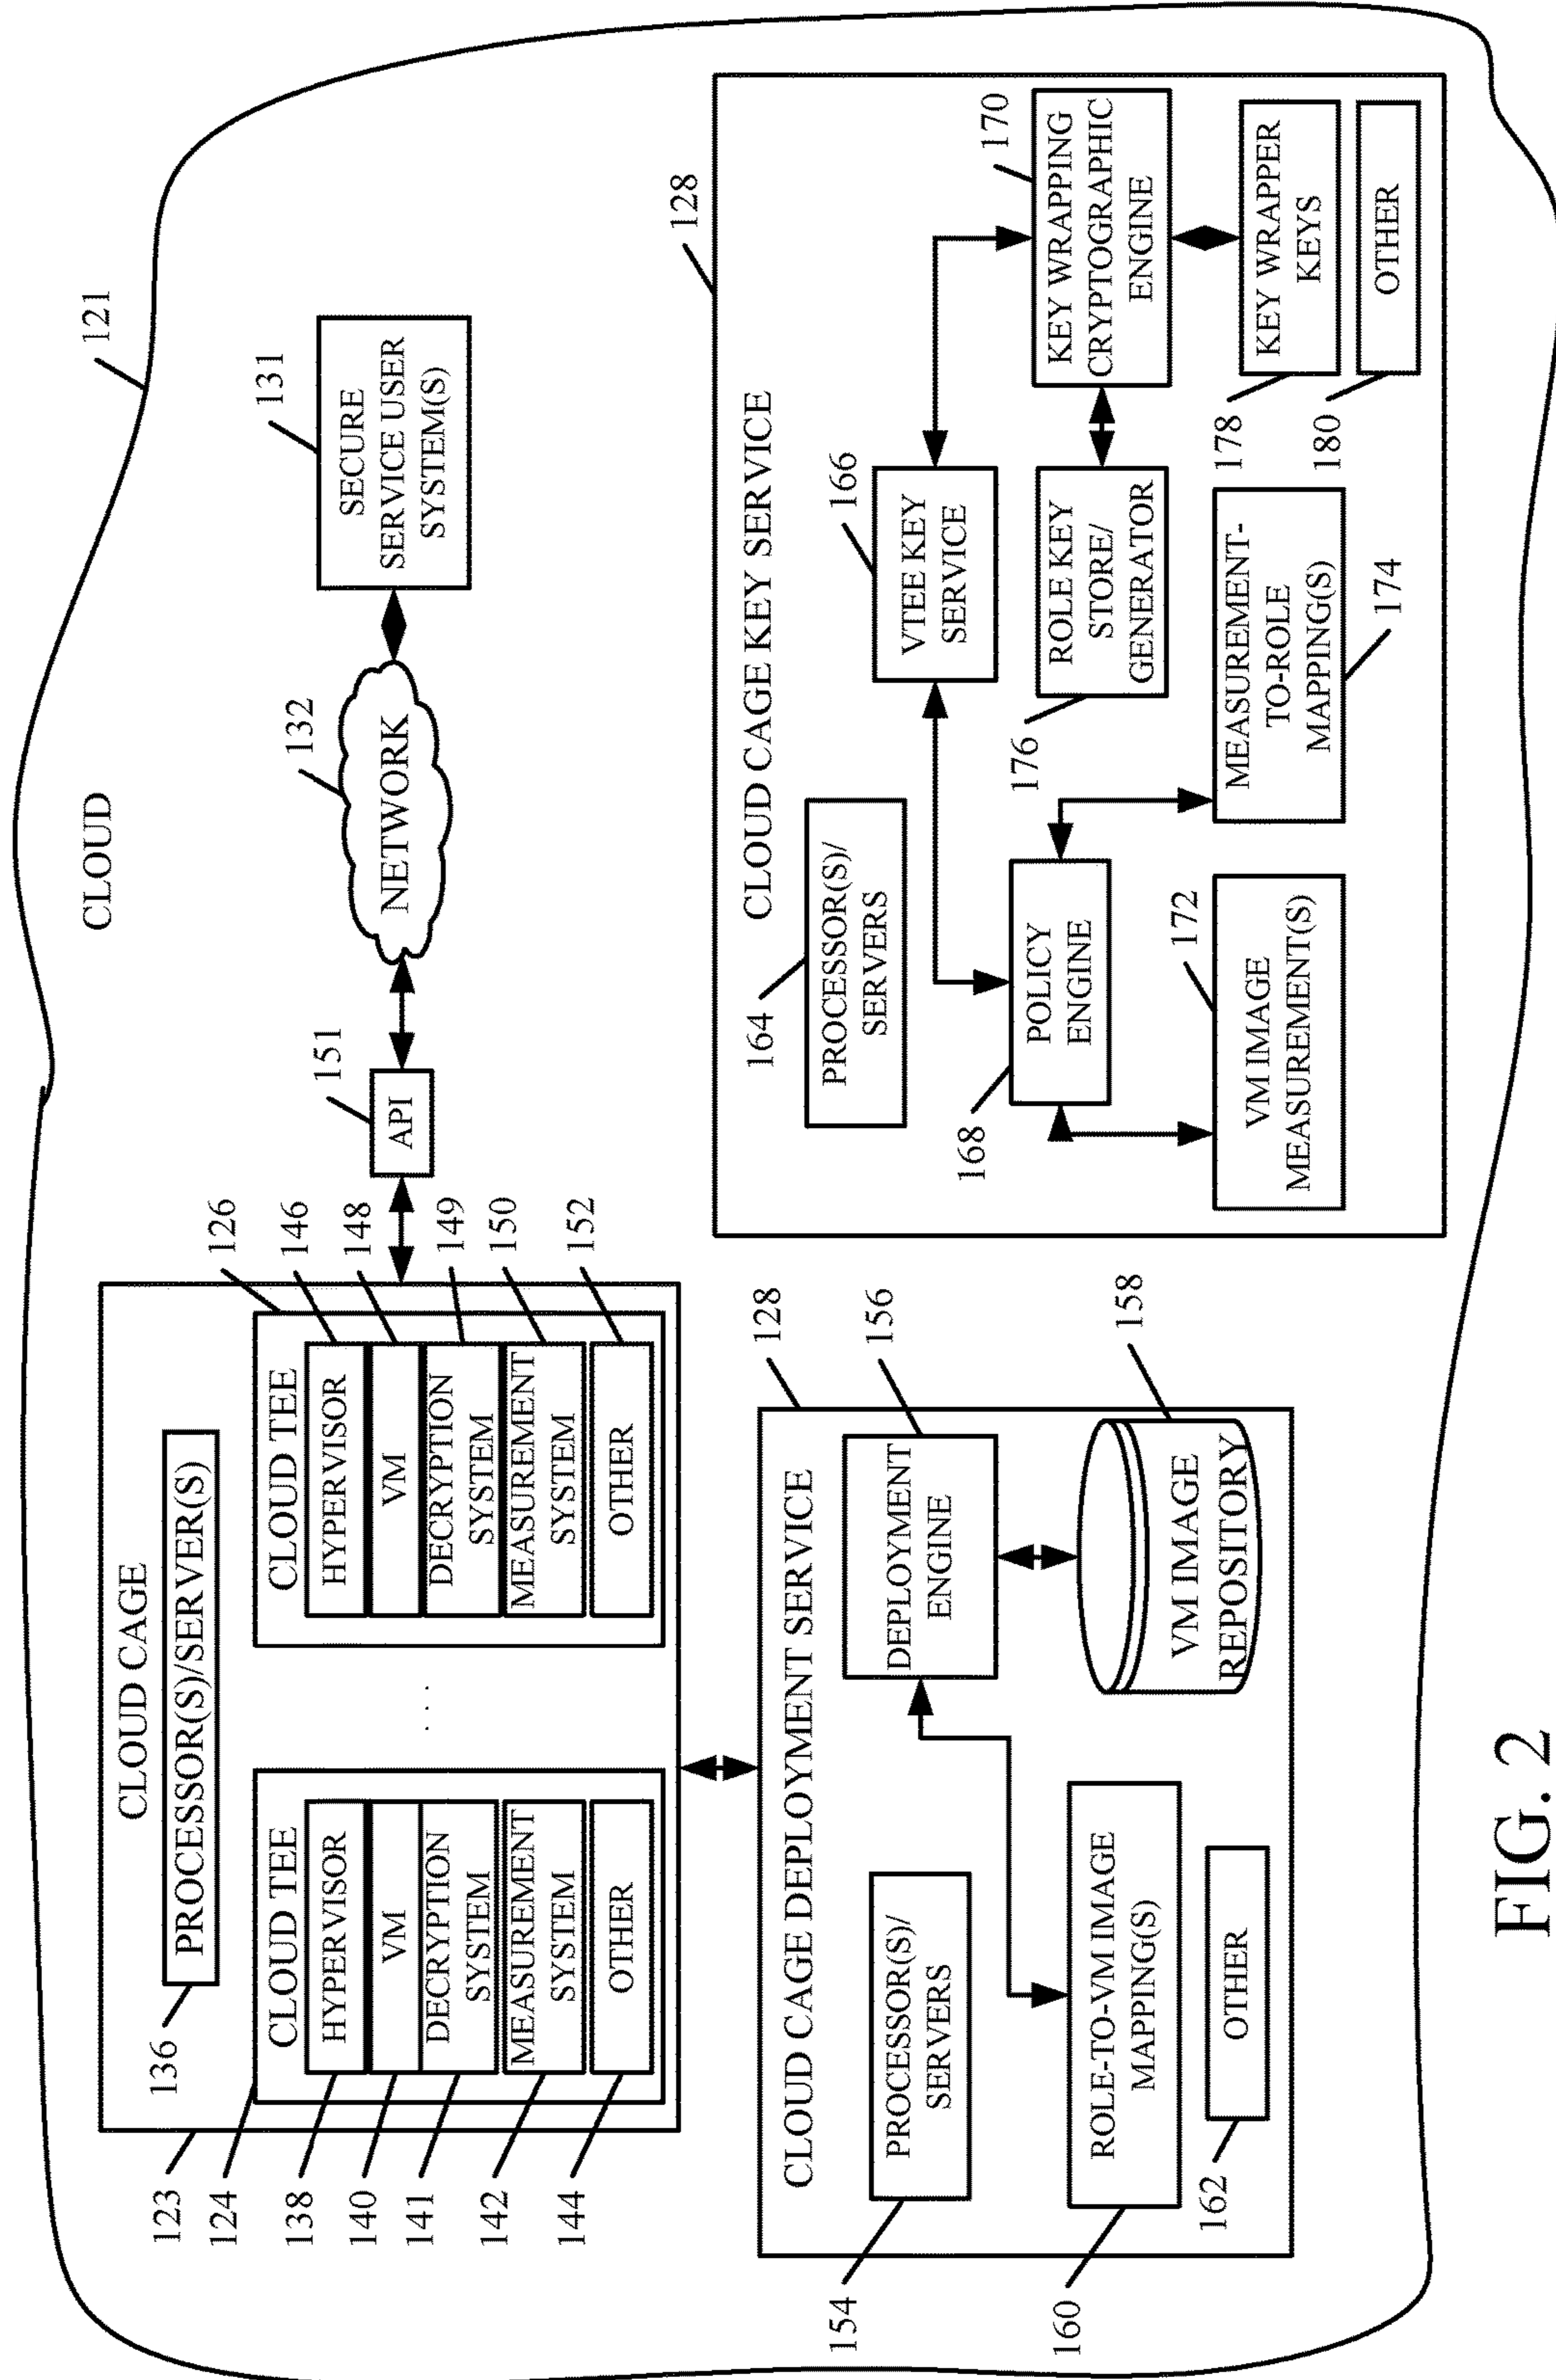 CLOUD
121
CLOUD CAGE
PROCESSOR(S)/SERVER(S)
136
123
124
CLOUD TEE
HYPERVISOR
VM
DECRYPTION
SYSTEM
MEASUREMENT
SYSTEM
OTHER
138
140
141
142
144
. . .
CLOUD TEE
HYPERVISOR
VM
DECRYPTION
SYSTEM
MEASUREMENT
SYSTEM
OTHER
126
146
148
149
150
152
API
151
NETWORK
132
SECURE
SERVICE USER
SYSTEM(S)
131
CLOUD CAGE DEPLOYMENT SERVICE
128
PROCESSOR(S)/
SERVERS
154
DEPLOYMENT
ENGINE
156
ROLE-TO-VM IMAGE
MAPPING(S)
160
VM IMAGE
REPOSITORY
158
OTHER
162
CLOUD CAGE KEY SERVICE
128
PROCESSOR(S)/
SERVERS
164
VTEE KEY
SERVICE
166
POLICY
ENGINE
168
ROLE KEY
STORE/
GENERATOR
176
KEY WRAPPING
CRYPTOGRAPHIC
ENGINE
170
VM IMAGE
MEASUREMENT(S)
172
MEASUREMENT-
TO-ROLE
MAPPING(S)
174
KEY WRAPPER
KEYS
178
OTHER
180
FIG. 2